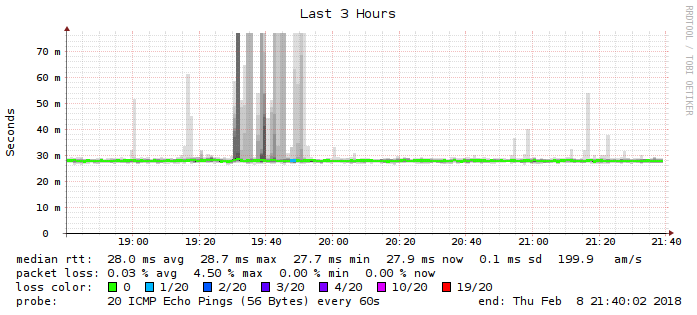 Last 3 Hours
RRDTOOL / TOBI OETIKER
Seconds
70 m
60 m
50 m
40 m
30 m
20 m
10 m
0
19:00 19:20 19:40 20:00 20:20 20:40 21:00 21:20 21:40
median rtt: 28.0 ms avg 28.7 ms max 27.7 ms min 27.9 ms now 0.1 ms sd 199.9 am/s
packet loss: 0.03 % avg 4.50 % max 0.00 % min 0.00 % now
loss color: 0 1/20 2/20 3/20 4/20 10/20 19/20
probe: 20 ICMP Echo Pings (56 Bytes) every 60s end: Thu Feb 8 21:40:02 2018